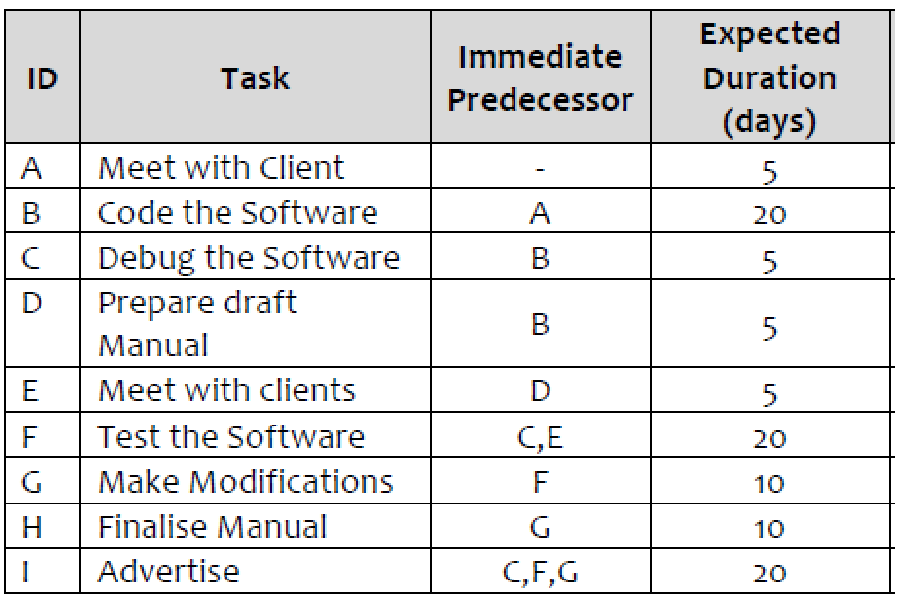 ID Task Immediate Predecessor Expected Duration (days)
A Meet with Client - 5
B Code the Software A 20
C Debug the Software B 5
D Prepare draft Manual B 5
E Meet with clients D 5
F Test the Software C,E 20
G Make Modifications F 10
H Finalise Manual G 10
I Advertise C,F,G 20